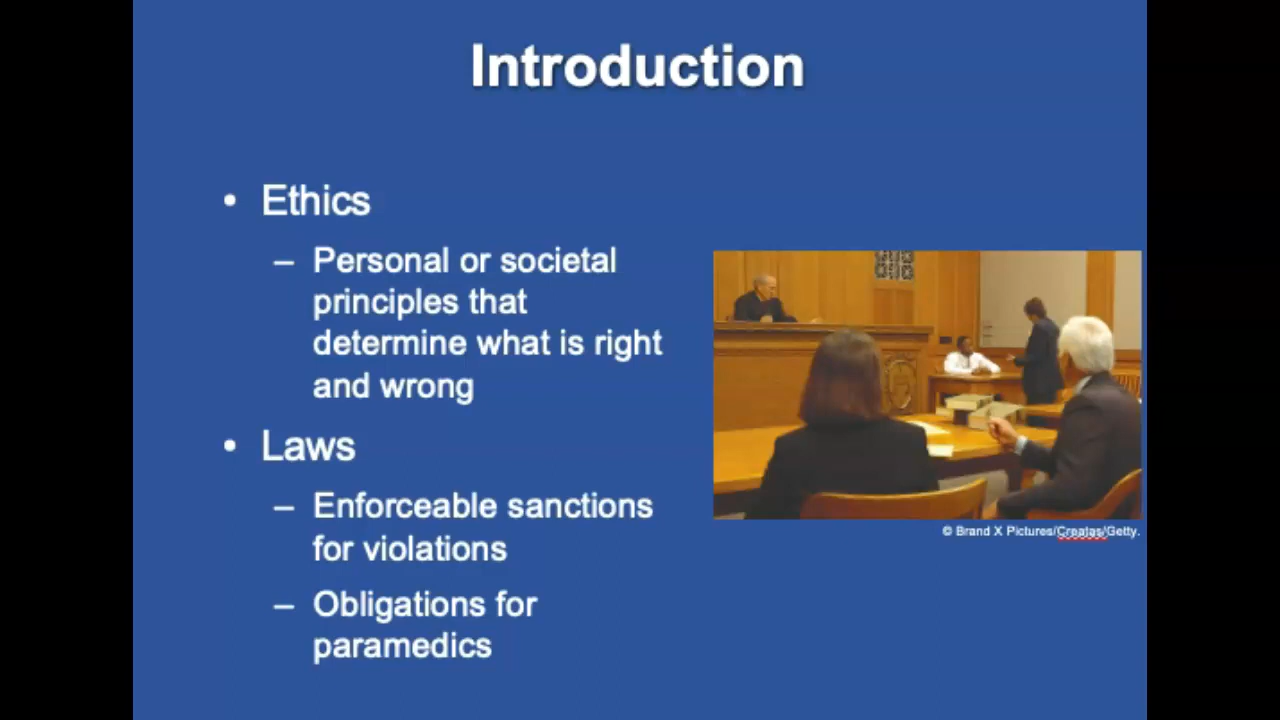 Introduction
• Ethics
– Personal or societal
principles that
determine what is right
and wrong
• Laws
– Enforceable sanctions
for violations
– Obligations for
paramedics
© Brand X Pictures/Creatas/Getty.